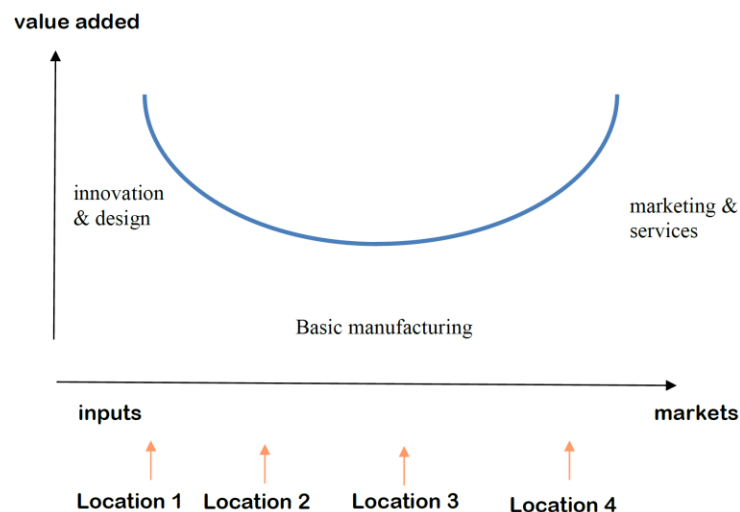 value added
innovation
& design
marketing &
services
Basic manufacturing
inputs
markets
Location 1
Location 2
Location 3
Location 4